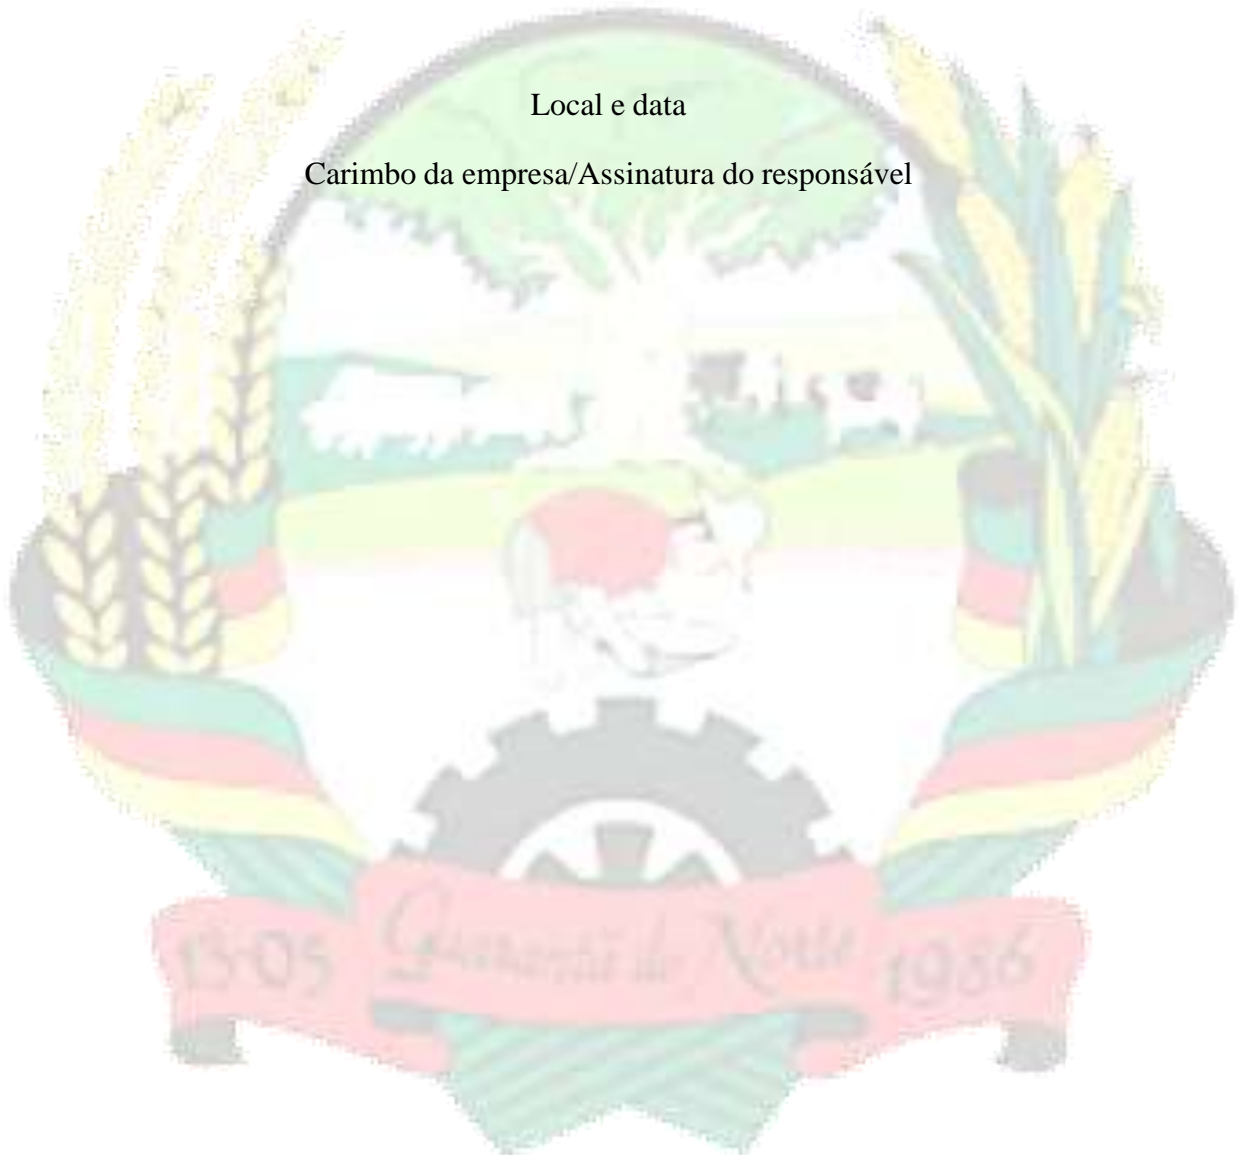 Local e data
Carimbo da empresa/Assinatura do responsável
13-05 Guarantã do Norte 1986